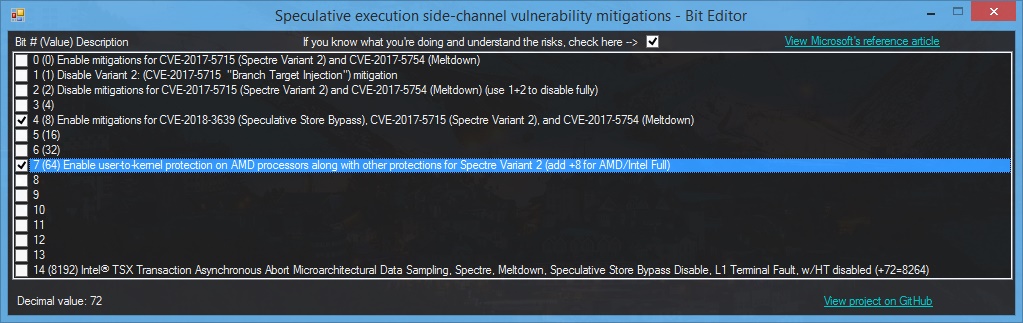 Speculative execution side-channel vulnerability mitigations - Bit Editor
Bit # (Value) Description If you know what you're doing and understand the risks, check here --> View Microsoft's reference article
0 (0) Enable mitigations for CVE-2017-5715 (Spectre Variant 2) and CVE-2017-5754 (Meltdown)
1 (1) Disable Variant 2: (CVE-2017-5715 "Branch Target Injection") mitigation
2 (2) Disable mitigations for CVE-2017-5715 (Spectre Variant 2) and CVE-2017-5754 (Meltdown) (use 1+2 to disable fully)
3 (4)
4 (8) Enable mitigations for CVE-2018-3639 (Speculative Store Bypass), CVE-2017-5715 (Spectre Variant 2), and CVE-2017-5754 (Meltdown)
5 (16)
6 (32)
7 (64) Enable user-to-kernel protection on AMD processors along with other protections for Spectre Variant 2 (add +8 for AMD/Intel Full)
8
9
10
11
12
13
14 (8192) Intel® TSX Transaction Asynchronous Abort Microarchitectural Data Sampling, Spectre, Meltdown, Speculative Store Bypass Disable, L1 Terminal Fault, w/HT disabled (+72=8264)
Decimal value: 72 View project on GitHub